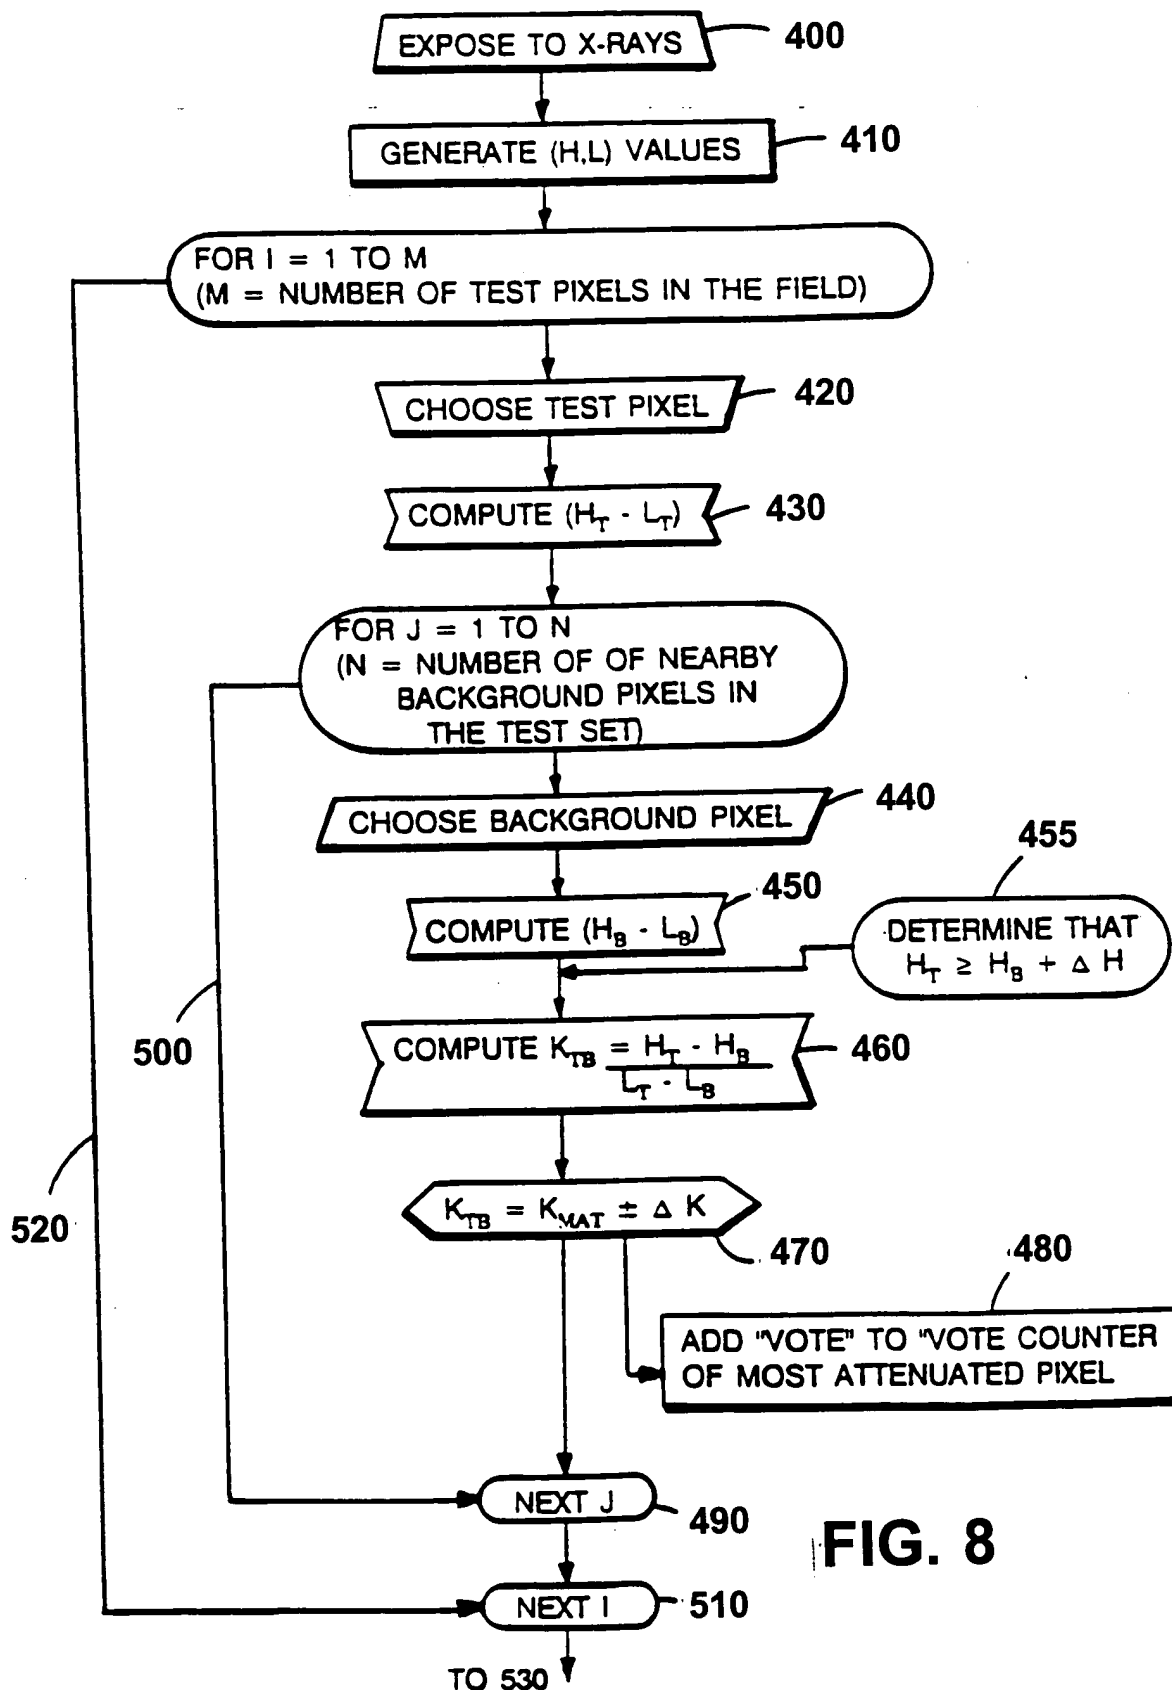 EXPOSE TO X-RAYS
400
GENERATE (H,L) VALUES
410
FOR I = 1 TO M
(M = NUMBER OF TEST PIXELS IN THE FIELD)
CHOOSE TEST PIXEL
420
COMPUTE (H_T - L_T)
430
FOR J = 1 TO N
(N = NUMBER OF OF NEARBY
BACKGROUND PIXELS IN
THE TEST SET)
CHOOSE BACKGROUND PIXEL
440
455
450
COMPUTE (H_B - L_B)
DETERMINE THAT
H_T ≥ H_B + Δ H
500
COMPUTE K_TB = H_T - H_B
L_T - L_B
460
520
K_TB = K_MAT ± Δ K
470
480
ADD "VOTE" TO "VOTE COUNTER
OF MOST ATTENUATED PIXEL
NEXT J
490
FIG. 8
NEXT I
510
TO 530